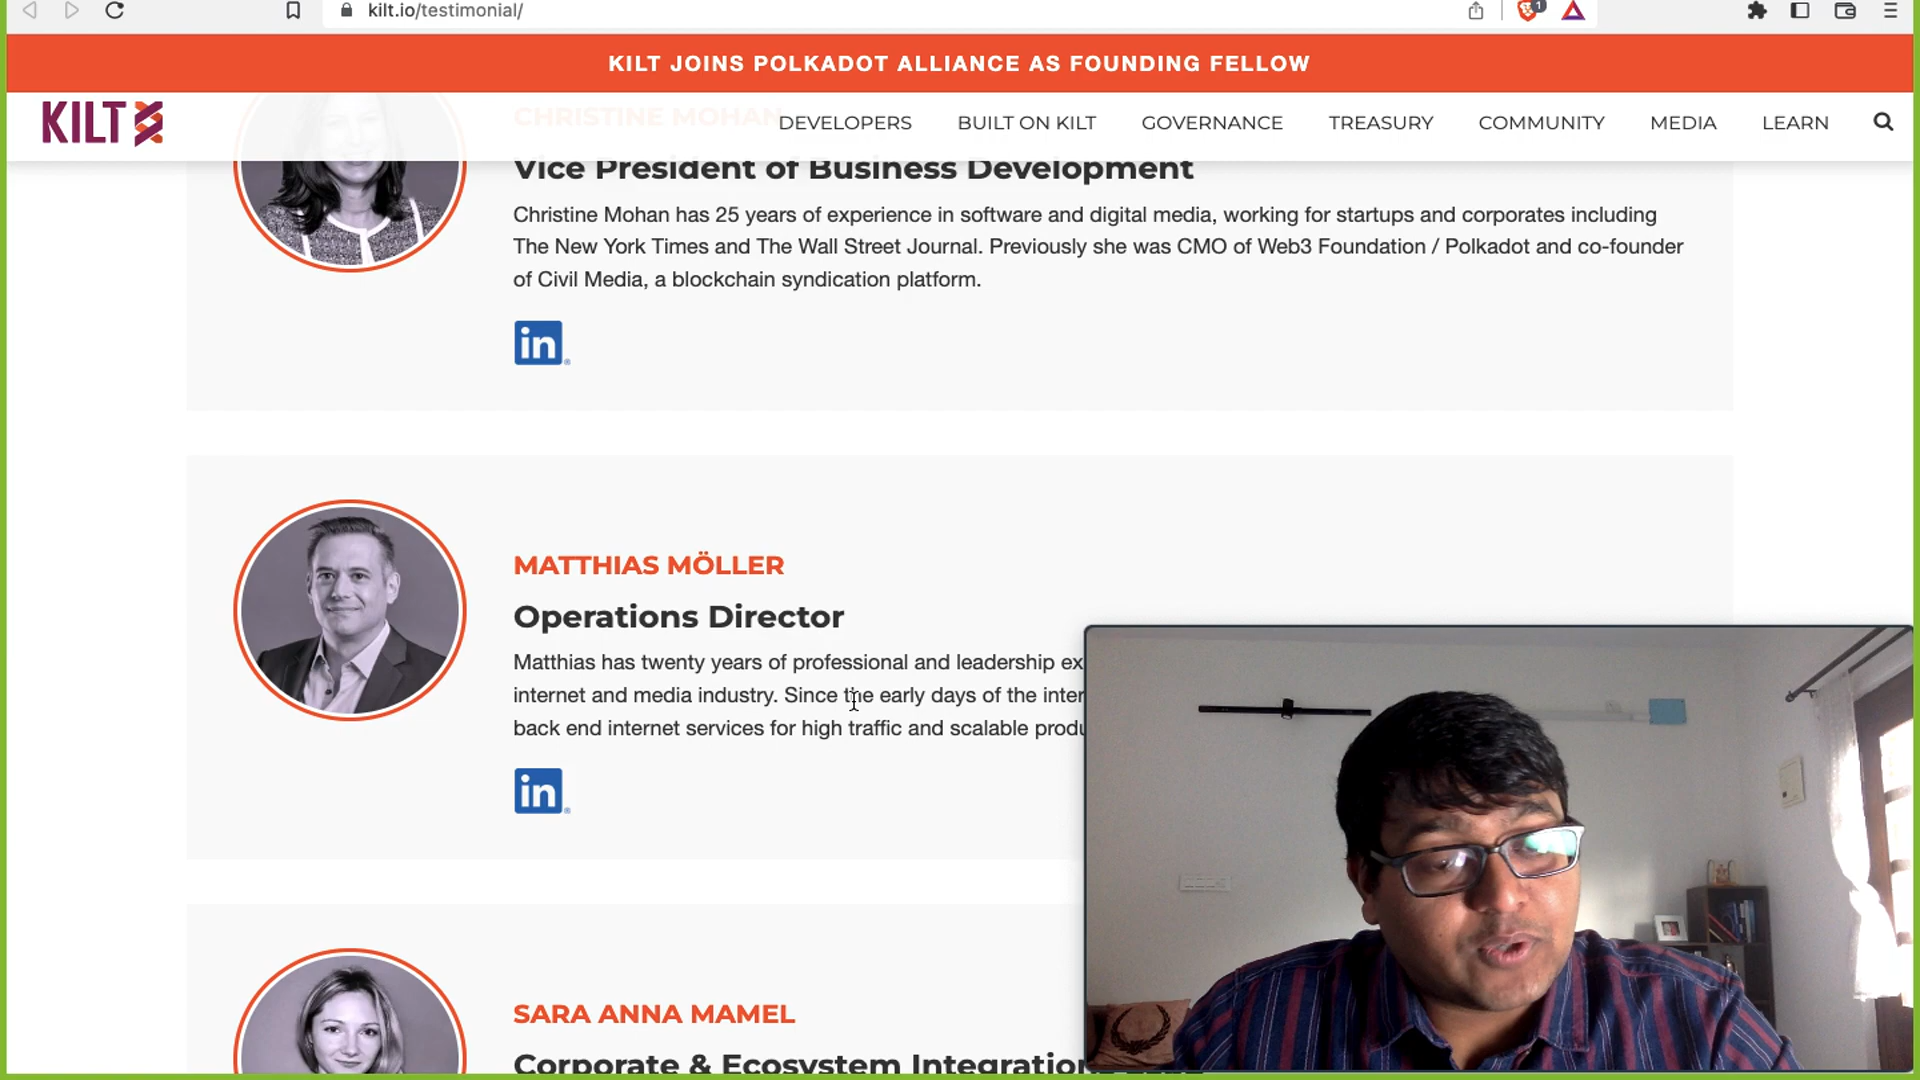 kilt.io/testimonial/
1
KILT JOINS POLKADOT ALLIANCE AS FOUNDING FELLOW
KILT
CHRISTINE MOHAN
DEVELOPERS BUILT ON KILT GOVERNANCE TREASURY COMMUNITY MEDIA LEARN
Vice President of Business Development
Christine Mohan has 25 years of experience in software and digital media, working for startups and corporates including
The New York Times and The Wall Street Journal. Previously she was CMO of Web3 Foundation / Polkadot and co-founder
of Civil Media, a blockchain syndication platform.
in
MATTHIAS MÖLLER
Operations Director
Matthias has twenty years of professional and leadership
internet and media industry. Since the early days of the
back end internet services for high traffic and scalable
in
SARA ANNA MAMEL
Corporate & Ecosystem